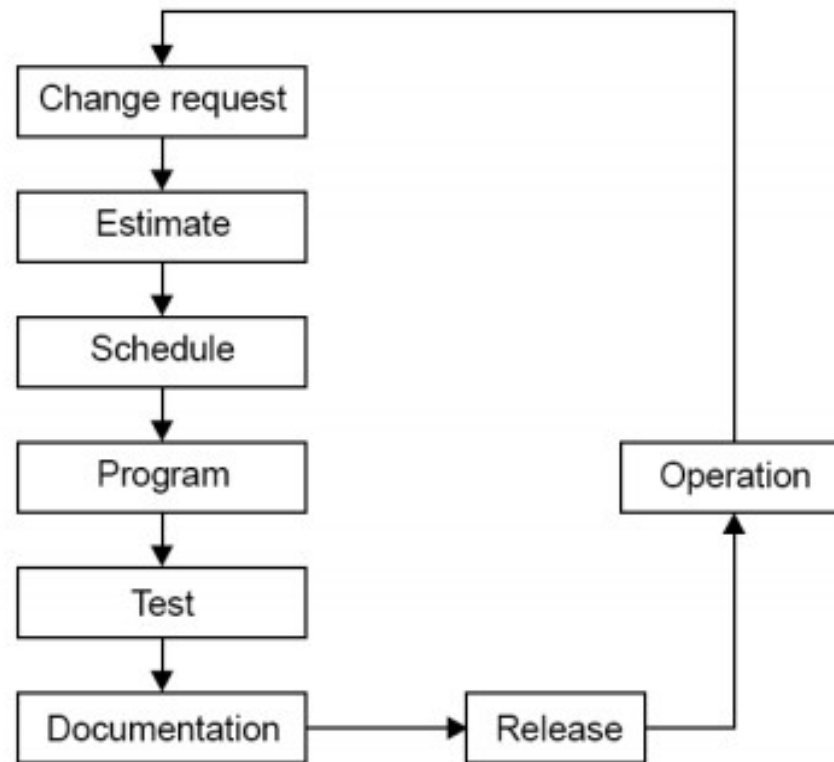 Change request
Estimate
Schedule
Program
Operation
Test
Documentation
Release